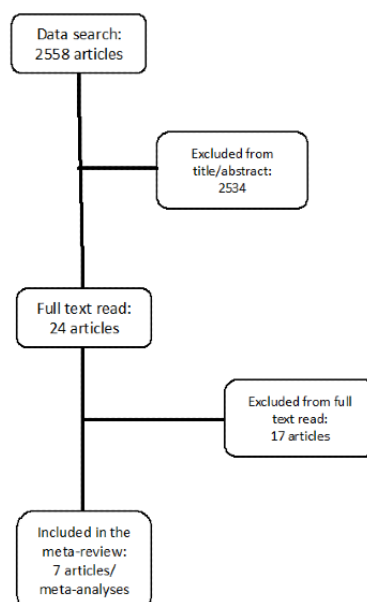 Data search:
2558 articles
Excluded from
title/abstract:
2534
Full text read:
24 articles
Excluded from full
text read:
17 articles
Included in the
meta-review:
7 articles/
meta-analyses